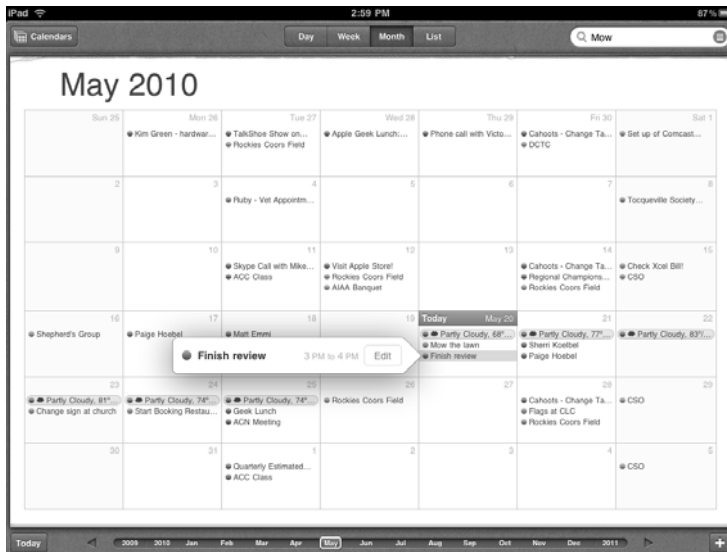 iPad 2:59 PM 87%
Calendars Day Week Month List Mow
May 2010
Sun 25 Mon 26 Tue 27 Wed 28 Thu 29 Fri 30 Sat 1
Kim Green - hardwar... TalkShoe Show on... Apple Geek Lunch:... Phone call with Victo... Cahoots - Change Ta... Set up of Comcast...
Rockies Coors Field DCTC
2 3 4 5 6 7 8
Ruby - Vet Appointm... Tocqueville Society...
9 10 11 12 13 14 15
Skype Call with Mike... Visit Apple Store! Cahoots - Change Ta... Check Xcel Bill!
ACC Class Rockies Coors Field Regional Champions... CSO
AIAA Banquet Rockies Coors Field
16 17 18 19 Today May 20 21 22
Shepherd's Group Paige Hoebel Matt Emmi Partly Cloudy, 68°... Partly Cloudy, 77°... Partly Cloudy, 83°/...
Mow the lawn Sherri Koelbel
Finish review 3 PM to 4 PM Edit Finish review Paige Hoebel
23 24 25 26 27 28 29
Partly Cloudy, 81°... Partly Cloudy, 74°... Partly Cloudy, 74°... Rockies Coors Field Cahoots - Change Ta... CSO
Change sign at church Start Booking Restau... Geek Lunch Flags at CLC
ACN Meeting Rockies Coors Field
30 31 1 2 3 4 5
Quarterly Estimated... CSO
ACC Class
Today 2009 2010 Jan Feb Mar Apr May Jun Jul Aug Sep Oct Nov Dec 2011 +